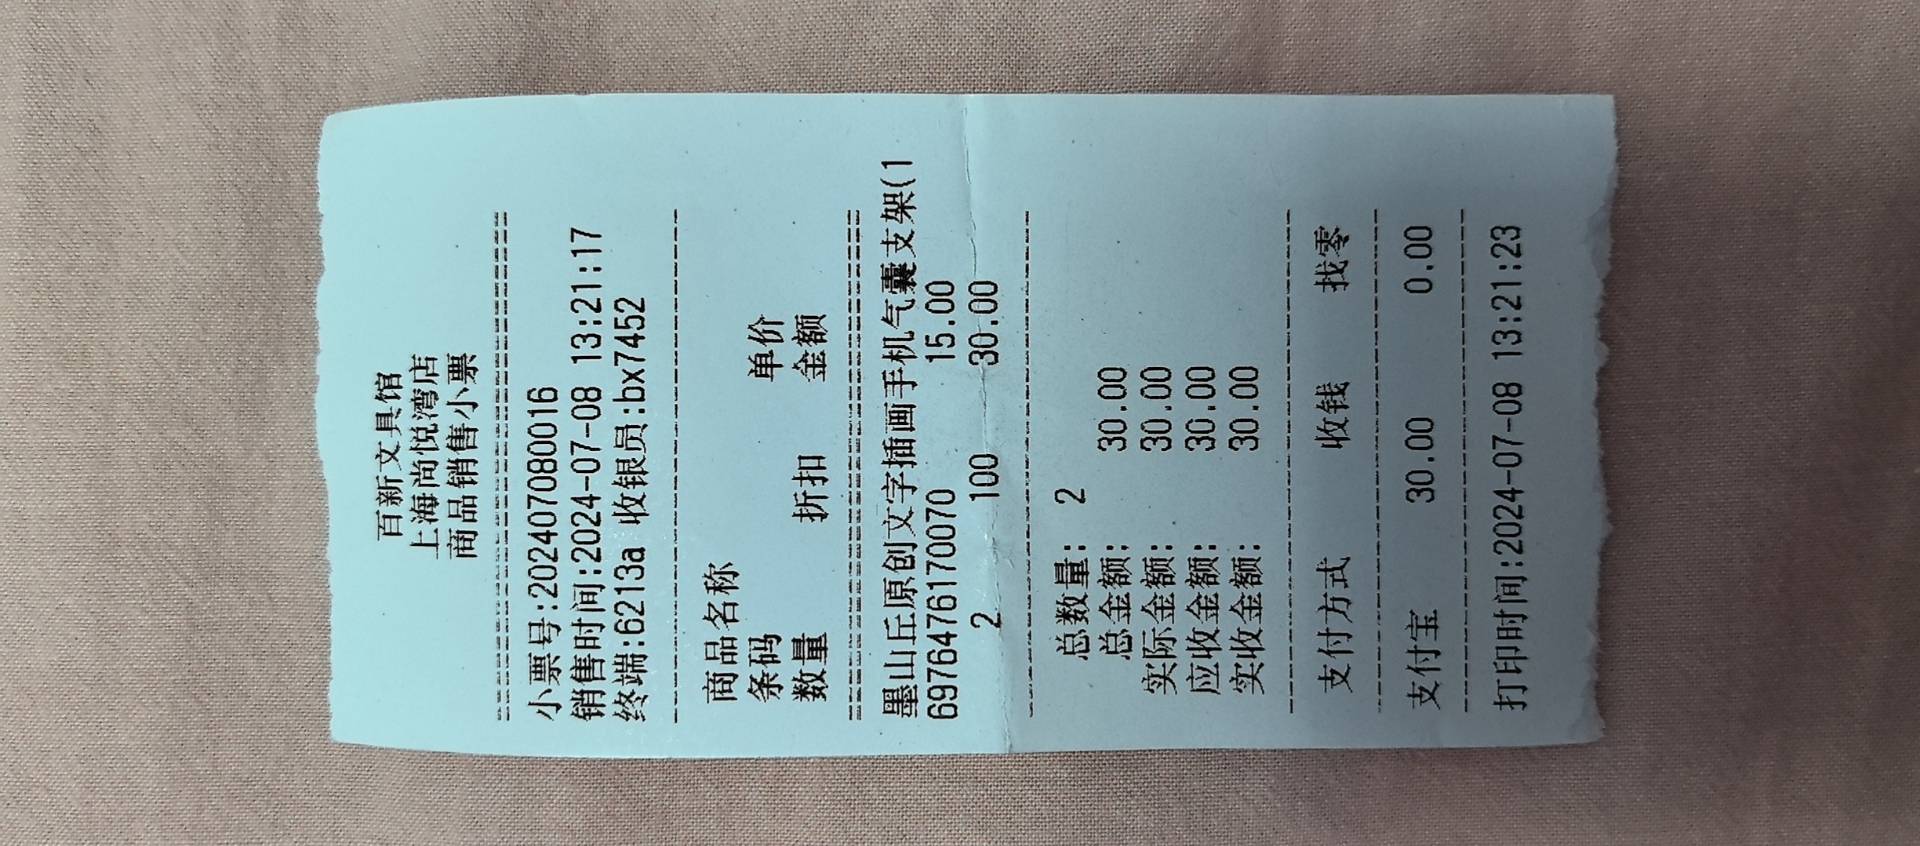 百新文具馆
上海尚悦湾店
商品销售小票
小票号:202407080016
销售时间:2024-07-08 13:21:17
终端:6213a 收银员:bx7452
商品名称
条码 单价
数量 折扣 金额
墨山丘原创文字插画手机气囊支架(1
6976476170070 15.00
2 100 30.00
总数量: 2
总金额: 30.00
实际金额: 30.00
应收金额: 30.00
实收金额: 30.00
支付方式 收钱 找零
支付宝 30.00 0.00
打印时间:2024-07-08 13:21:23